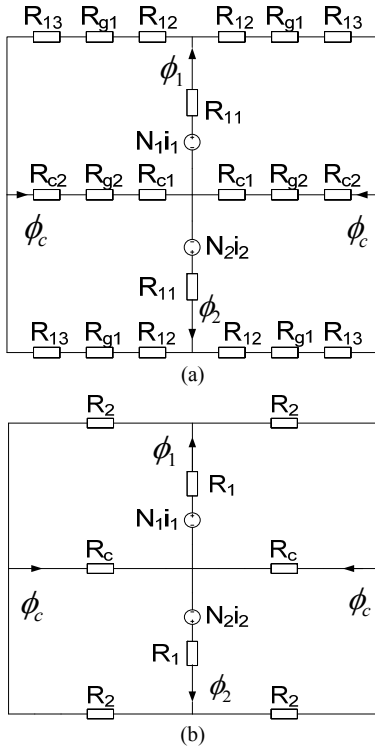 R13 Rg1 R12 R12 Rg1 R13
ϕ1
R11
N1i1
Rc2 Rg2 Rc1 Rc1 Rg2 Rc2
ϕc ϕc
N2i2
R11
ϕ2
R13 Rg1 R12 R12 Rg1 R13
(a)
R2 R2
ϕ1
R1
N1i1
Rc Rc
ϕc ϕc
N2i2
R1
ϕ2
R2 R2
(b)